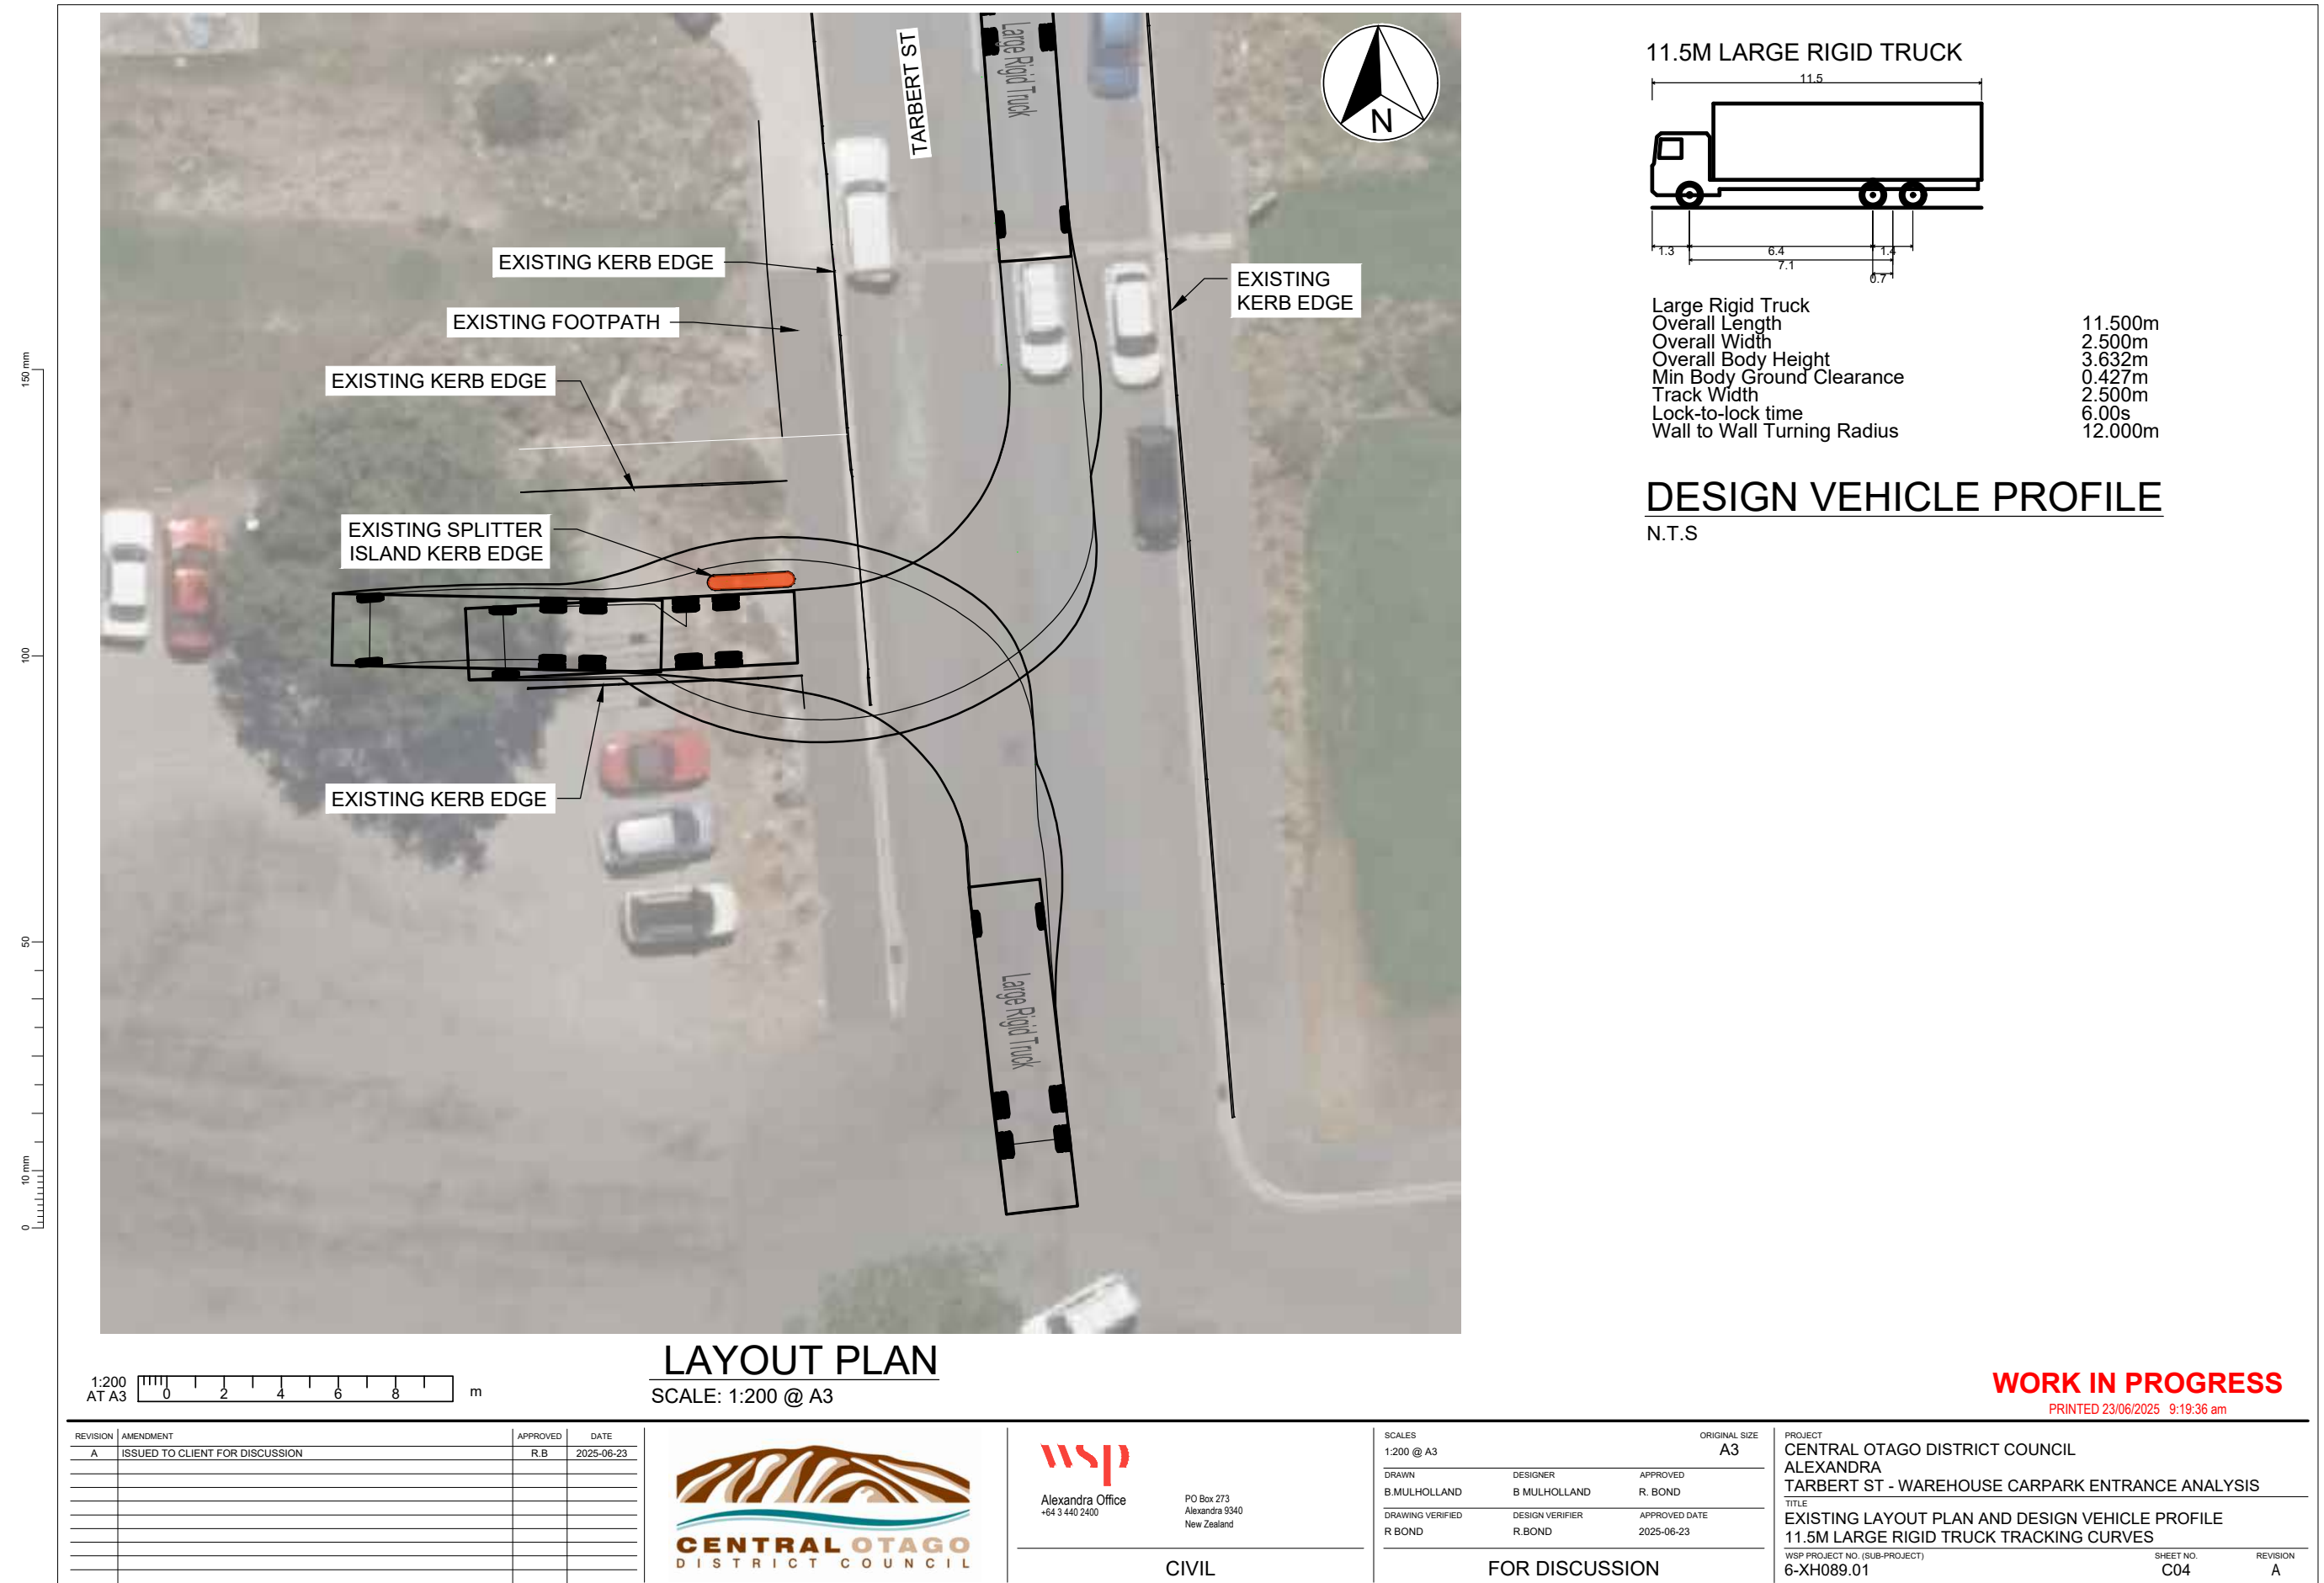 TARBERT ST
Large Rigid Truck
N
EXISTING KERB EDGE
EXISTING FOOTPATH
EXISTING KERB EDGE
EXISTING SPLITTER
ISLAND KERB EDGE
EXISTING KERB EDGE
EXISTING
KERB EDGE
Large Rigid Truck
150 mm
100
50
10 mm
0
11.5M LARGE RIGID TRUCK
11.5
1.3
6.4
1.4
7.1
0.7
Large Rigid Truck
Overall Length 11.500m
Overall Width 2.500m
Overall Body Height 3.632m
Min Body Ground Clearance 0.427m
Track Width 2.500m
Lock-to-lock time 6.00s
Wall to Wall Turning Radius 12.000m
DESIGN VEHICLE PROFILE
N.T.S
LAYOUT PLAN
SCALE: 1:200 @ A3
1:200
AT A3
0 2 4 6 8 m
WORK IN PROGRESS
PRINTED 23/06/2025 9:19:36 am
REVISION AMENDMENT APPROVED DATE
A ISSUED TO CLIENT FOR DISCUSSION R.B 2025-06-23
CENTRAL OTAGO
DISTRICT COUNCIL
wsp
Alexandra Office
+64 3 440 2400
PO Box 273
Alexandra 9340
New Zealand
CIVIL
SCALES ORIGINAL SIZE
1:200 @ A3 A3
DRAWN DESIGNER APPROVED
B.MULHOLLAND B MULHOLLAND R. BOND
DRAWING VERIFIED DESIGN VERIFIER APPROVED DATE
R BOND R.BOND 2025-06-23
FOR DISCUSSION
PROJECT
CENTRAL OTAGO DISTRICT COUNCIL
ALEXANDRA
TARBERT ST - WAREHOUSE CARPARK ENTRANCE ANALYSIS
TITLE
EXISTING LAYOUT PLAN AND DESIGN VEHICLE PROFILE
11.5M LARGE RIGID TRUCK TRACKING CURVES
WSP PROJECT NO. (SUB-PROJECT) SHEET NO. REVISION
6-XH089.01 C04 A